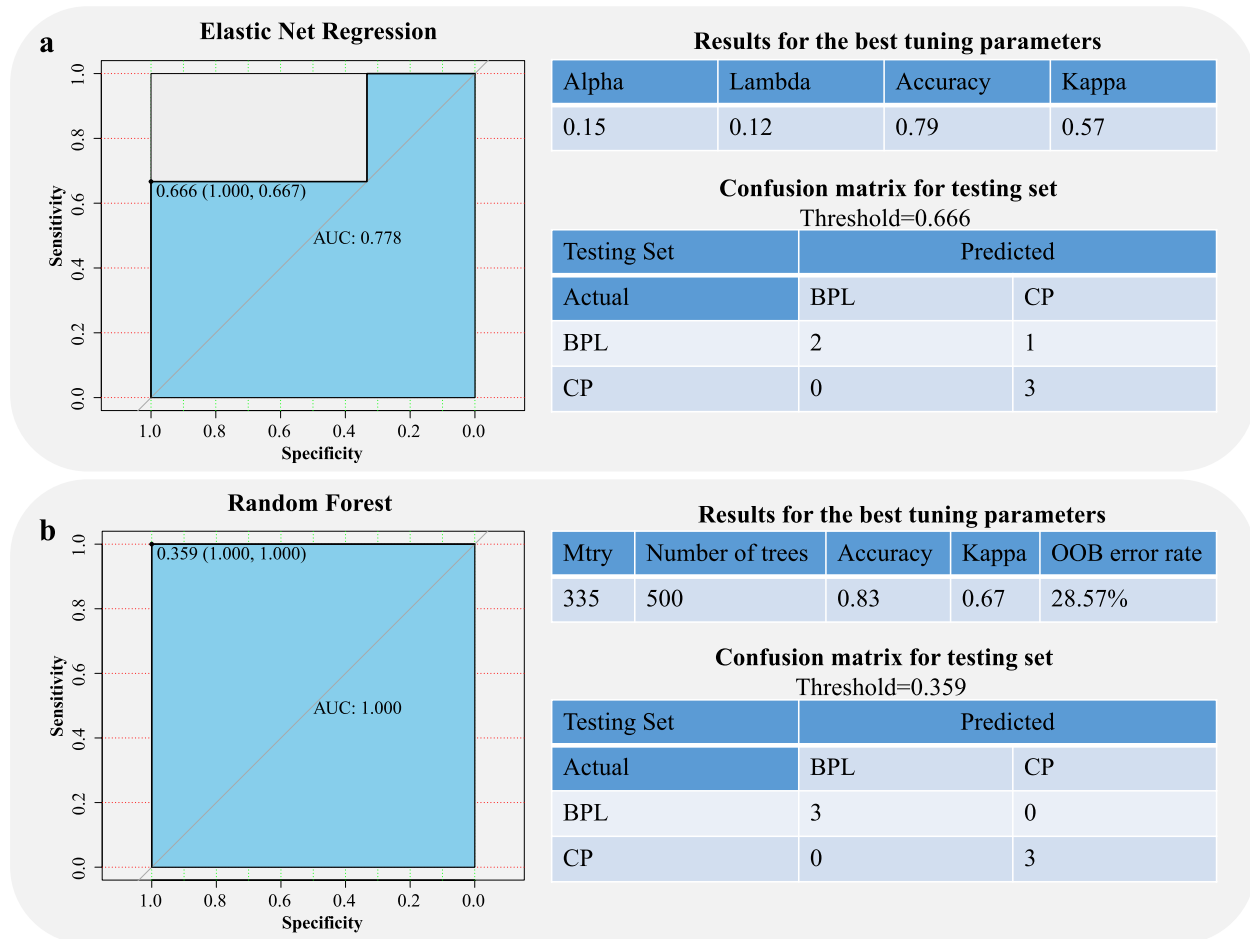 a
Elastic Net Regression
1.0
0.8
0.6
0.4
0.2
0.0
Sensitivity
0.666 (1.000, 0.667)
AUC: 0.778
1.0 0.8 0.6 0.4 0.2 0.0
Specificity
Results for the best tuning parameters
Alpha Lambda Accuracy Kappa
0.15 0.12 0.79 0.57
Confusion matrix for testing set
Threshold=0.666
Testing Set Predicted
Actual BPL CP
BPL 2 1
CP 0 3
b
Random Forest
1.0
0.8
0.6
0.4
0.2
0.0
Sensitivity
0.359 (1.000, 1.000)
AUC: 1.000
1.0 0.8 0.6 0.4 0.2 0.0
Specificity
Results for the best tuning parameters
Mtry Number of trees Accuracy Kappa OOB error rate
335 500 0.83 0.67 28.57%
Confusion matrix for testing set
Threshold=0.359
Testing Set Predicted
Actual BPL CP
BPL 3 0
CP 0 3